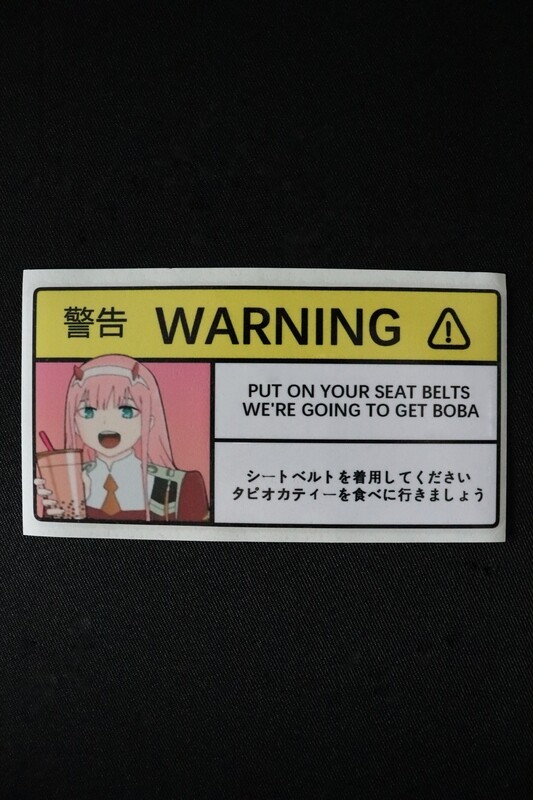 警告 WARNING
PUT ON YOUR SEAT BELTS
WE'RE GOING TO GET BOBA
シートベルトを着用してください
タピオカティーを食べに行きましょう